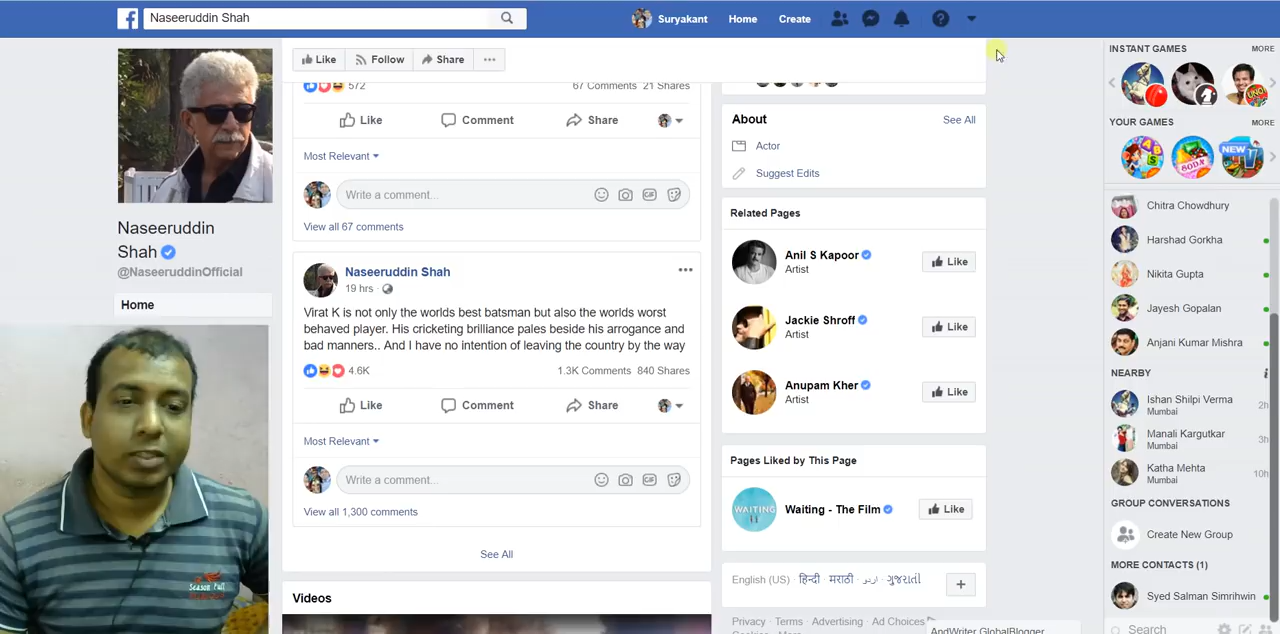 Naseeruddin Shah
Suryakant
Home
Create
Like
Follow
Share
572
67 Comments 21 Shares
Like
Comment
Share
Most Relevant
Write a comment...
GIF
View all 67 comments
Naseeruddin
Shah
@NaseeruddinOfficial
Home
Naseeruddin Shah
19 hrs ·
Virat K is not only the worlds best batsman but also the worlds worst
behaved player. His cricketing brilliance pales beside his arrogance and
bad manners.. And I have no intention of leaving the country by the way
4.6K
1.3K Comments 840 Shares
Like
Comment
Share
Most Relevant
Write a comment...
GIF
View all 1,300 comments
See All
Videos
About
See All
Actor
Suggest Edits
Related Pages
Anil S Kapoor
Artist
Like
Jackie Shroff
Artist
Like
Anupam Kher
Artist
Like
Pages Liked by This Page
WAITING
Waiting - The Film
Like
English (US) · हिन्दी · मराठी · اردو · ગુજરાતી
Privacy · Terms · Advertising · Ad Choices
AndWriter GlobalBlogger
INSTANT GAMES
MORE
UNO
YOUR GAMES
MORE
SODA
NEW
Chitra Chowdhury
Harshad Gorkha
Nikita Gupta
Jayesh Gopalan
Anjani Kumar Mishra
NEARBY
Ishan Shilpi Verma
Mumbai
2h
Manali Kargutkar
Mumbai
3h
Katha Mehta
Mumbai
10h
GROUP CONVERSATIONS
Create New Group
MORE CONTACTS (1)
Syed Salman Simrihwin
Search
Season Full